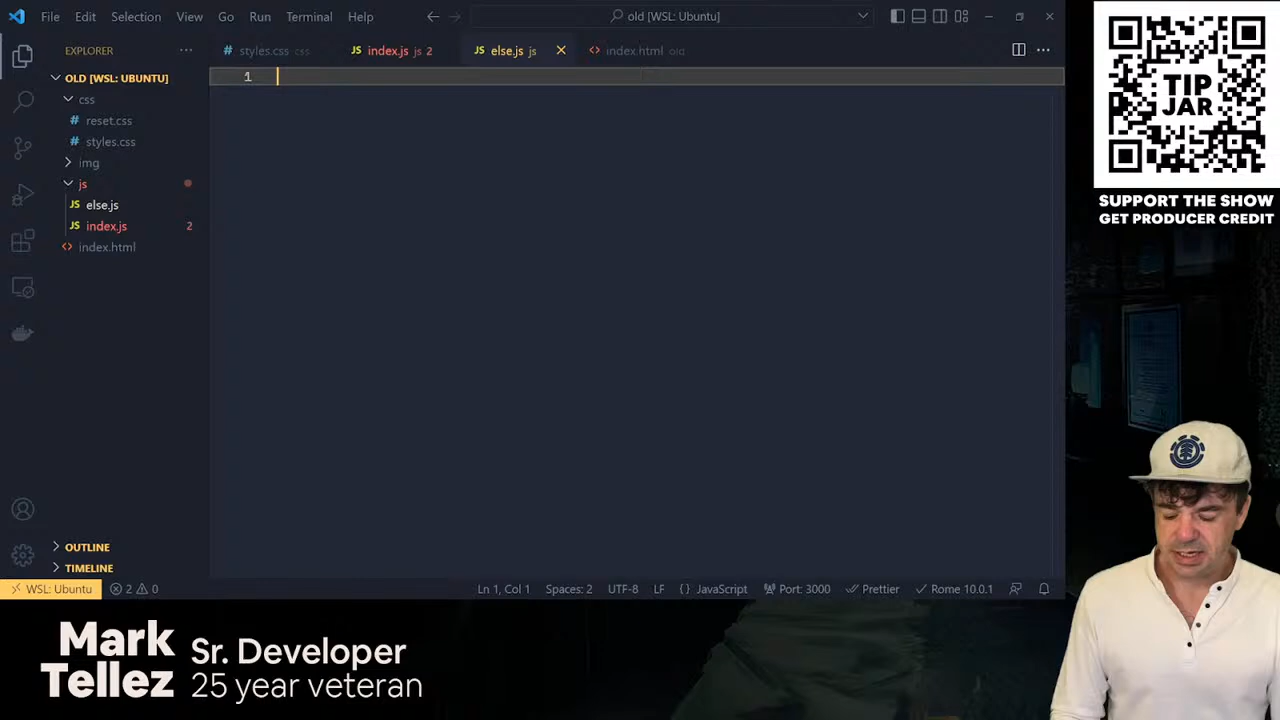 File Edit Selection View Go Run Terminal Help
old [WSL: Ubuntu]
EXPLORER
# styles.css css
JS index.js js 2
JS else.js js
<> index.html old
OLD [WSL: UBUNTU]
css
# reset.css
# styles.css
img
js
JS else.js
JS index.js 2
<> index.html
1
OUTLINE
TIMELINE
WSL: Ubuntu
2 0
Ln 1, Col 1
Spaces: 2
UTF-8
LF
{} JavaScript
Port: 3000
Prettier
Rome 10.0.1
TIP
JAR
SUPPORT THE SHOW
GET PRODUCER CREDIT
Mark
Tellez
Sr. Developer
25 year veteran